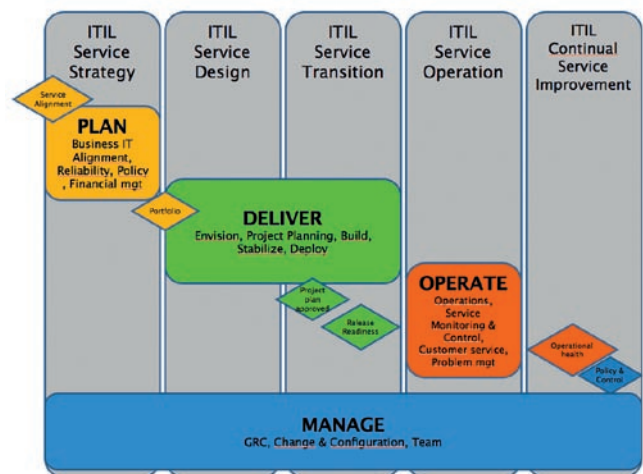 ITIL
Service
Strategy
ITIL
Service
Design
ITIL
Service
Transition
ITIL
Service
Operation
ITIL
Continual
Service
Improvement
Service
Alignment
PLAN
Business IT
Alignment,
Reliability, Policy
, Financial mgt
Portfolio
DELIVER
Envision, Project Planning, Build,
Stabilize, Deploy
Project
plan
approved
Release
Readiness
OPERATE
Operations,
Service
Monitoring &
Control,
Customer service,
Problem mgt
Operational
health
Policy &
Control
MANAGE
GRC, Change & Configuration, Team